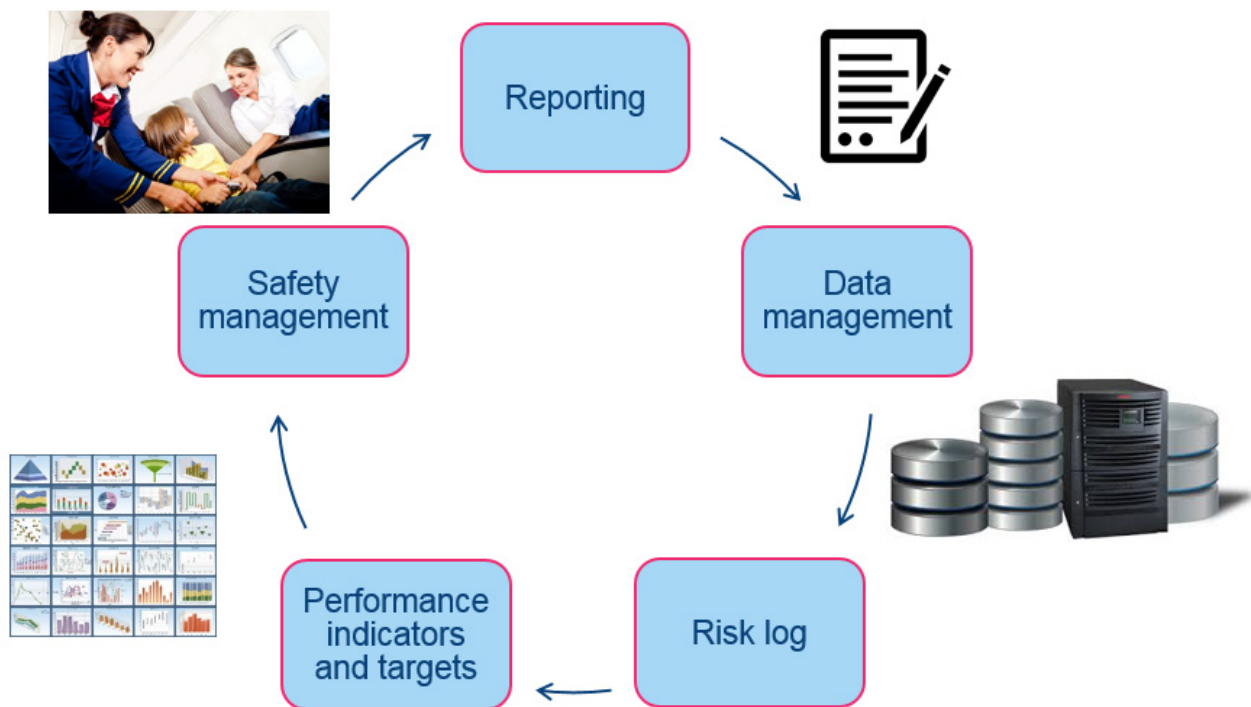 Reporting
Safety
management
Data
management
Performance
indicators
and targets
Risk log